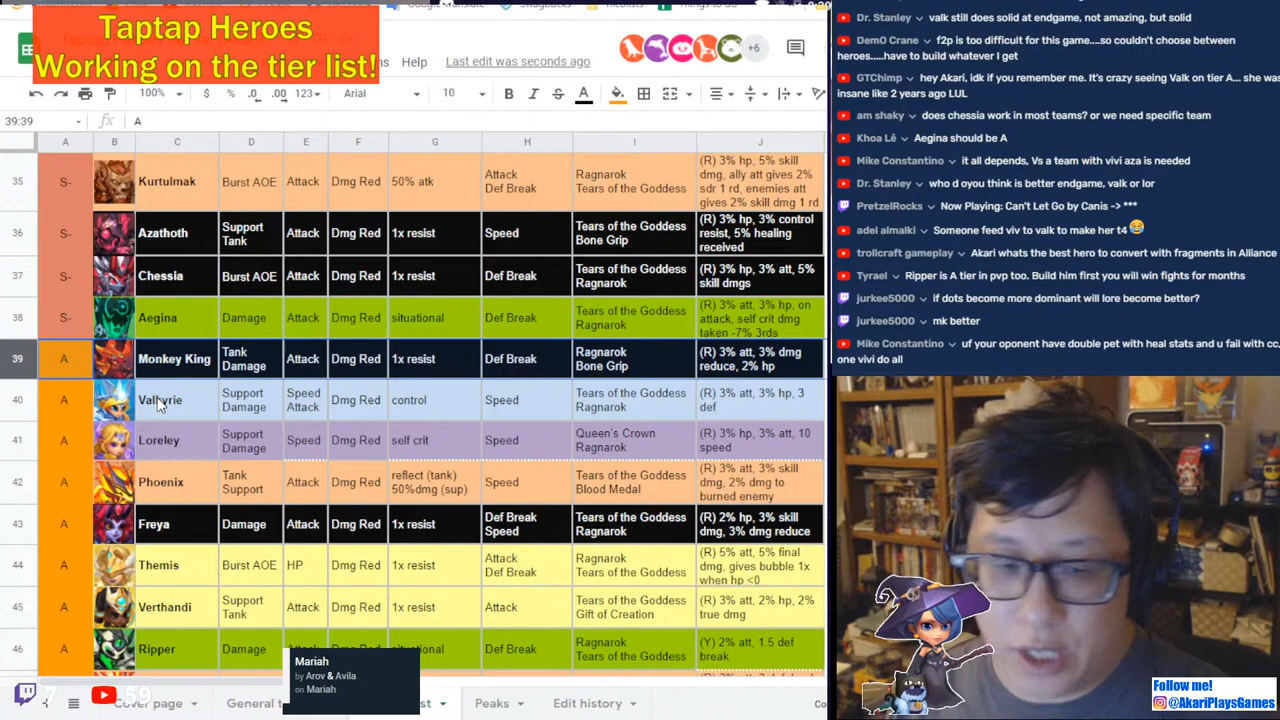 Google Translate
Swagbucks
Things to do
Taptap Heroes
Working on the tier list!
Help
Last edit was seconds ago
+6
100%
$
%
.0
.00
123
Arial
10
B
I
S
A
39:39
fx
A
A
B
C
D
E
F
G
H
I
J
35
S-
Kurtulmak
Burst AOE
Attack
Dmg Red
50% atk
Attack
Def Break
Ragnarok
Tears of the Goddess
(R) 3% hp, 5% skill
dmg, ally att gives 2%
sdr 1 rd, enemies att
gives 2% skill dmg 1 rd
36
S-
Azathoth
Support
Tank
Attack
Dmg Red
1x resist
Speed
Tears of the Goddess
Bone Grip
(R) 3% hp, 3% control
resist, 5% healing
received
37
S-
Chessia
Burst AOE
Attack
Dmg Red
1x resist
Def Break
Tears of the Goddess
Ragnarok
(R) 3% hp, 3% att, 5%
skill dmgs
38
S-
Aegina
Damage
Attack
Dmg Red
situational
Def Break
Tears of the Goddess
Ragnarok
(R) 3% att, 3% hp, on
attack, self crit dmg
taken -7% 3rds
39
A
Monkey King
Tank
Damage
Attack
Dmg Red
1x resist
Def Break
Ragnarok
Bone Grip
(R) 3% att, 3% dmg
reduce, 2% hp
40
A
Valkyrie
Support
Damage
Speed
Attack
Dmg Red
control
Speed
Tears of the Goddess
Ragnarok
(R) 3% att, 3% hp, 3
def
41
A
Loreley
Support
Damage
Speed
Dmg Red
self crit
Speed
Queen's Crown
Ragnarok
(R) 3% hp, 3% att, 10
speed
42
A
Phoenix
Tank
Support
Attack
Dmg Red
reflect (tank)
50%dmg (sup)
Speed
Tears of the Goddess
Blood Medal
(R) 3% att, 3% skill
dmg, 2% dmg to
burned enemy
43
A
Freya
Damage
Attack
Dmg Red
1x resist
Def Break
Speed
Tears of the Goddess
Ragnarok
(R) 2% hp, 3% skill
dmg, 3% dmg reduce
44
A
Themis
Burst AOE
HP
Dmg Red
1x resist
Attack
Def Break
Ragnarok
Tears of the Goddess
(R) 5% att, 5% final
dmg, gives bubble 1x
when hp <0
45
A
Verthandi
Support
Tank
Attack
Dmg Red
1x resist
Attack
Tears of the Goddess
Gift of Creation
(R) 3% att, 2% hp, 2%
true dmg
46
A
Ripper
Damage
situational
Def Break
Ragnarok
Tears of the Goddess
(Y) 2% att, 1.5 def
break
Mariah
by Arov & Avila
on Mariah
7
59
Cover page
General
st
Peaks
Edit history
Dr. Stanley valk still does solid at endgame, not amazing, but solid
Dem0 Crane f2p is too difficult for this game....so couldn't choose between
heroes.....have to build whatever I get
GTChimp hey Akari, idk if you remember me. It's crazy seeing Valk on tier A... she was
insane like 2 years ago LUL
am shaky does chessia work in most teams? or we need specific team
Khoa Lê Aegina should be A
Mike Constantino it all depends, Vs a team with vivi aza is needed
Dr. Stanley who d oyou think is better endgame, valk or lor
PretzelRocks Now Playing: Can't Let Go by Canis -> ***
adel almalki Someone feed viv to valk to make her t4
trollcraft gameplay Akari whats the best hero to convert with fragments in Alliance
Tyrael Ripper is A tier in pvp too. Build him first you will win fights for months
jurkee5000 if dots become more dominant will lore become better?
jurkee5000 mk better
Mike Constantino uf your oponent have double pet with heal stats and u fail with cc,
one vivi do all
Follow me!
@AkariPlaysGames